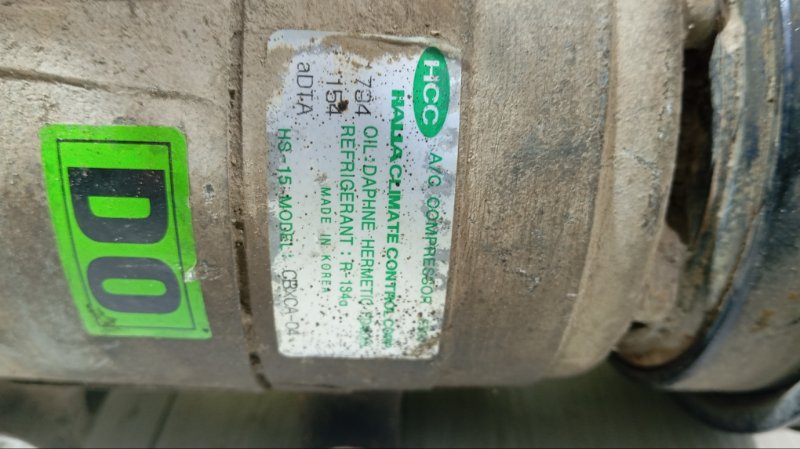 HCC A/C COMPRESSOR
HALLA CLIMATE CONTROL CORP
794 OIL : DAPHNE HERMETIC
154 REFRIGERANT : R-134a
aDTA MADE IN KOREA
HS-15 MODEL :
DO